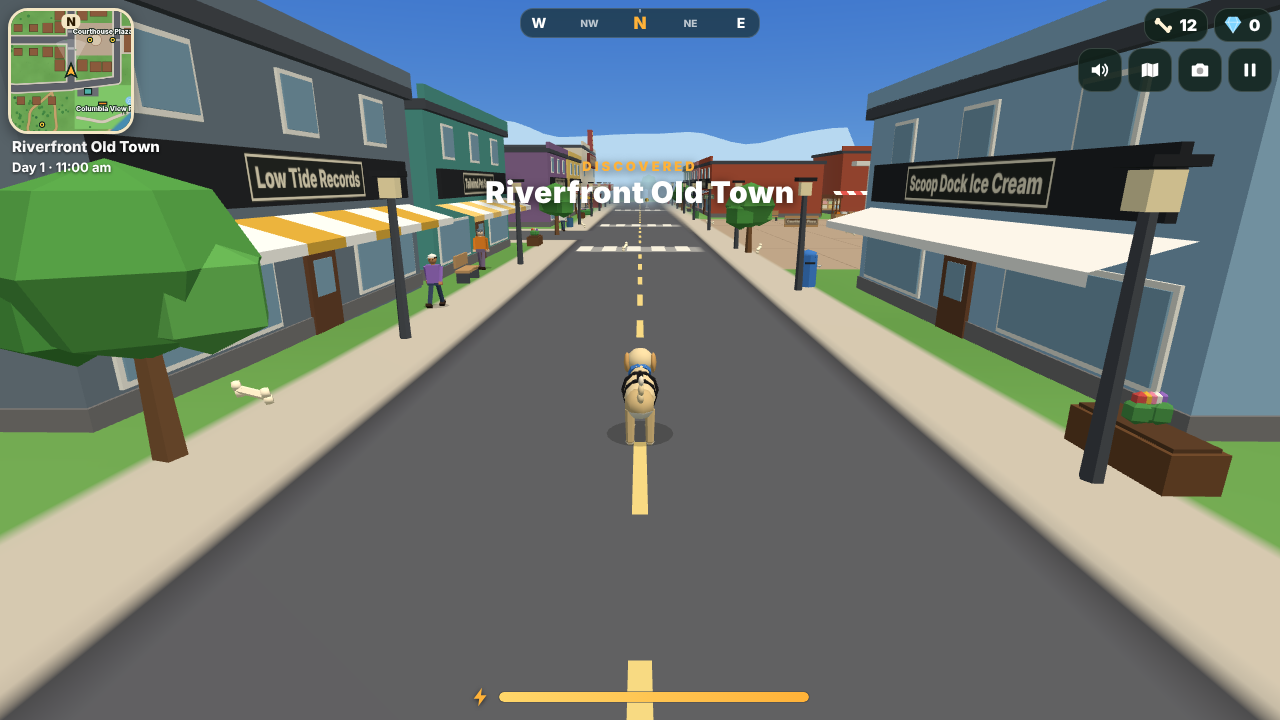 N
Courthouse Plaza
Columbia View P
Riverfront Old Town
Day 1 · 11:00 am
W NW N NE E
12
0
DISCOVERED
Riverfront Old Town
Low Tide Records
Scoop Dock Ice Cream